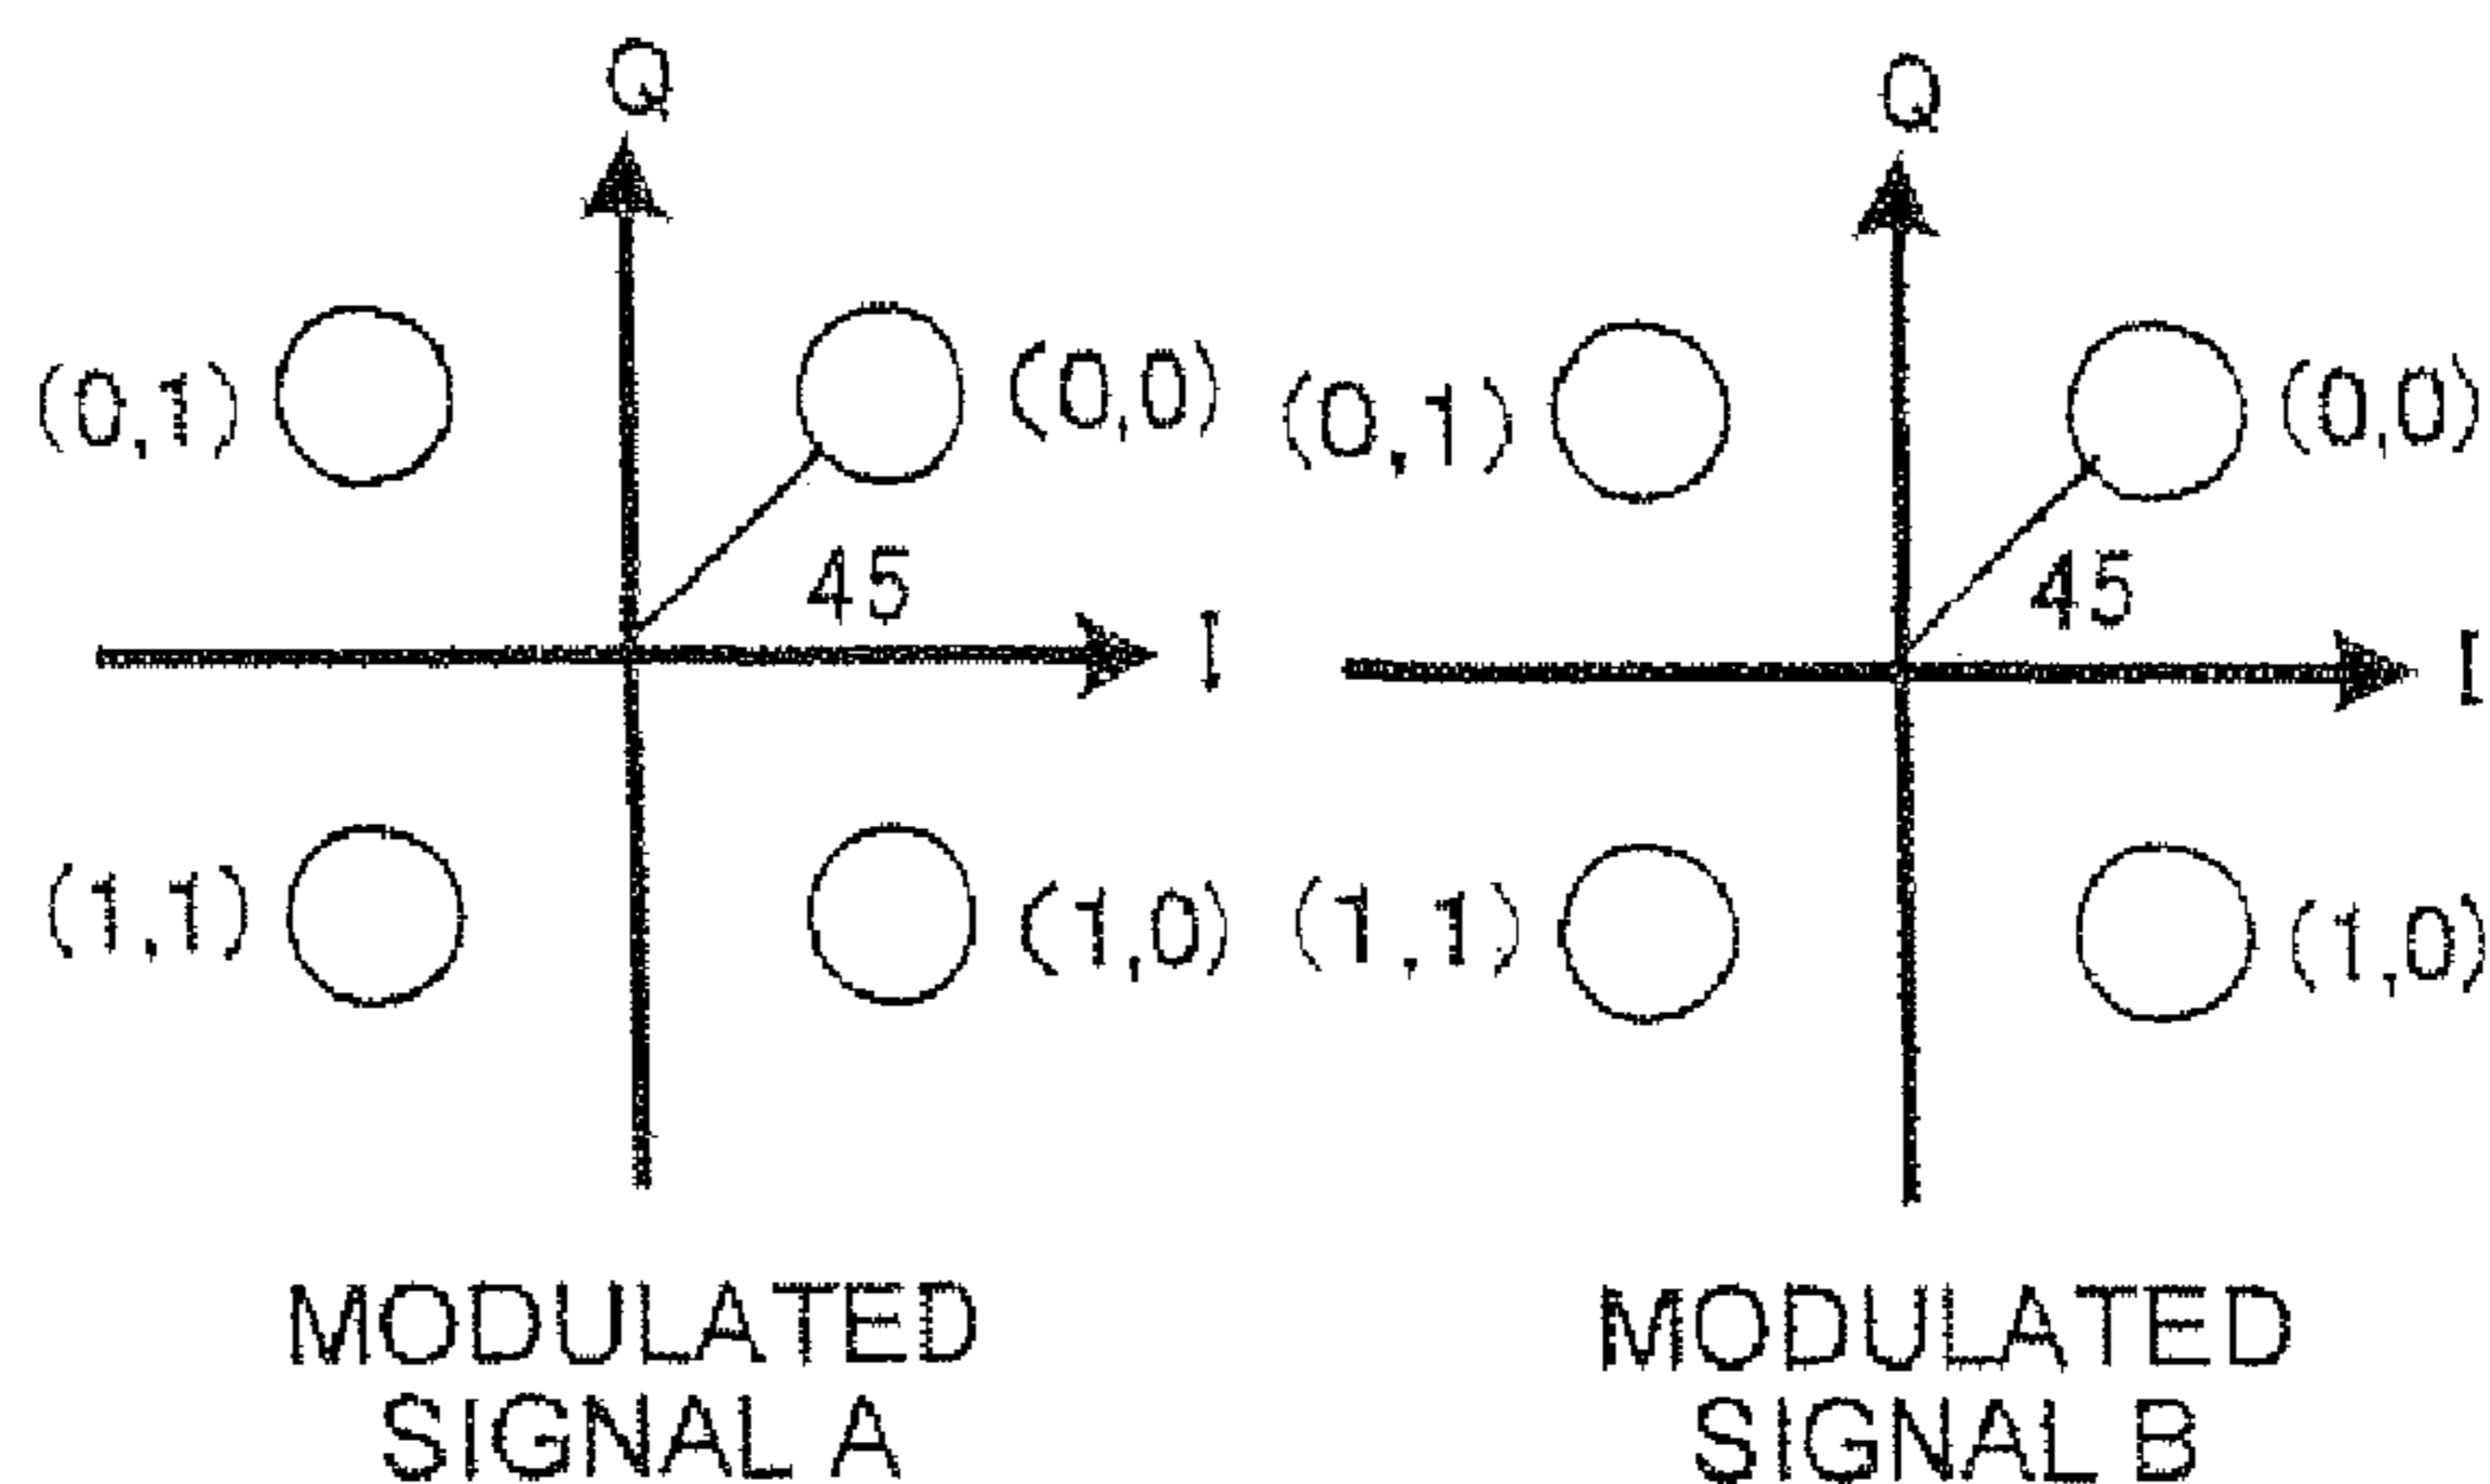 Q Q
(0,1) (0,0) (0,1) (0,0)
45 45
I I
(1,1) (1,0) (1,1) (1,0)
MODULATED MODULATED
SIGNAL A SIGNAL B